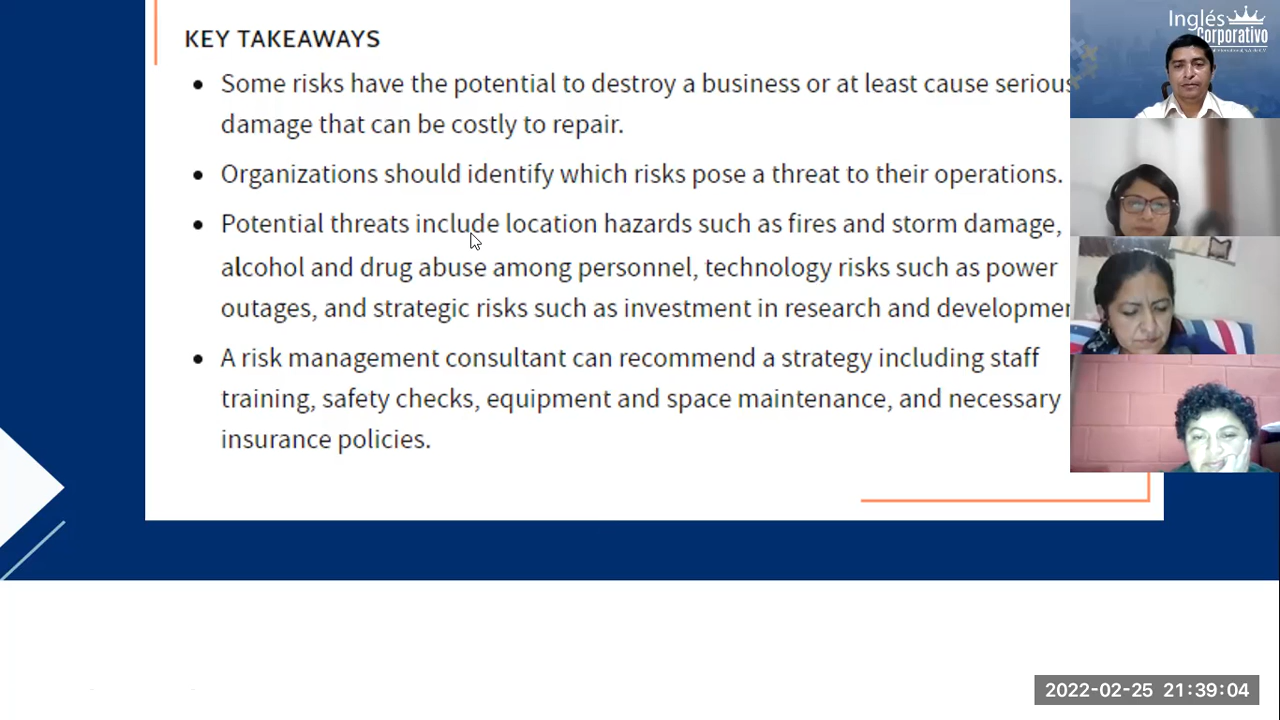 KEY TAKEAWAYS
• Some risks have the potential to destroy a business or at least cause serious
damage that can be costly to repair.
• Organizations should identify which risks pose a threat to their operations.
• Potential threats include location hazards such as fires and storm damage,
alcohol and drug abuse among personnel, technology risks such as power
outages, and strategic risks such as investment in research and developmen
• A risk management consultant can recommend a strategy including staff
training, safety checks, equipment and space maintenance, and necessary
insurance policies.
Inglés
Corporativo
2022-02-25 21:39:04